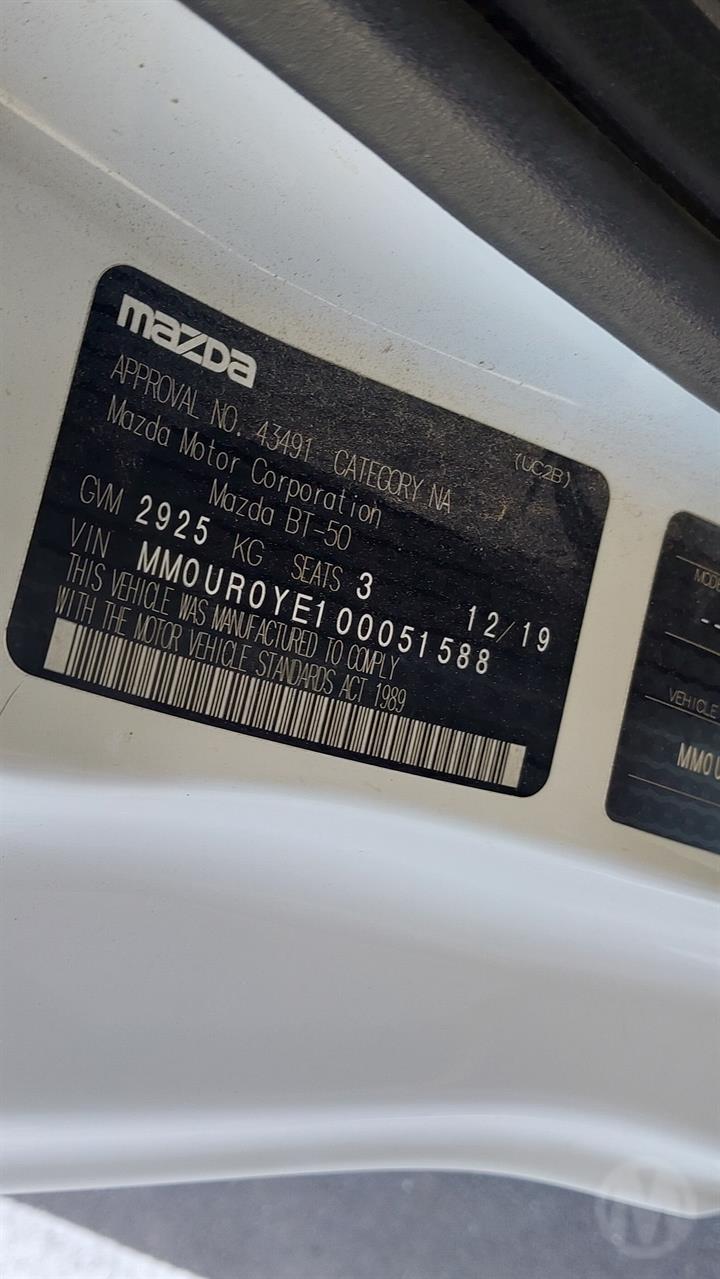 mazda
(UC2B)
APPROVAL NO. 43491 CATEGORY NA
Mazda Motor Corporation
Mazda BT-50
GVM 2925 KG SEATS 3 12/19
VIN MM0UR0YE100051588
THIS VEHICLE WAS MANUFACTURED TO COMPLY
WITH THE MOTOR VEHICLE STANDARDS ACT 1989
VEHICLE
M